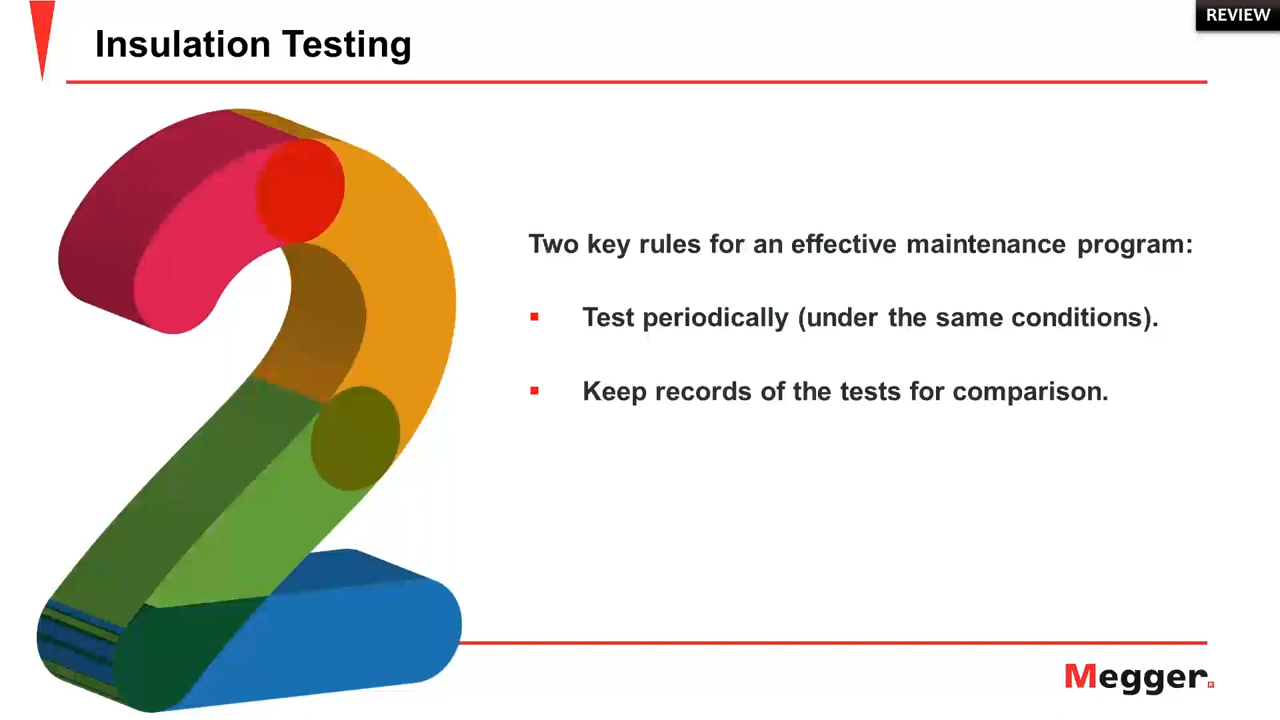 REVIEW
Insulation Testing
Two key rules for an effective maintenance program:
▪ Test periodically (under the same conditions).
▪ Keep records of the tests for comparison.
2
Megger